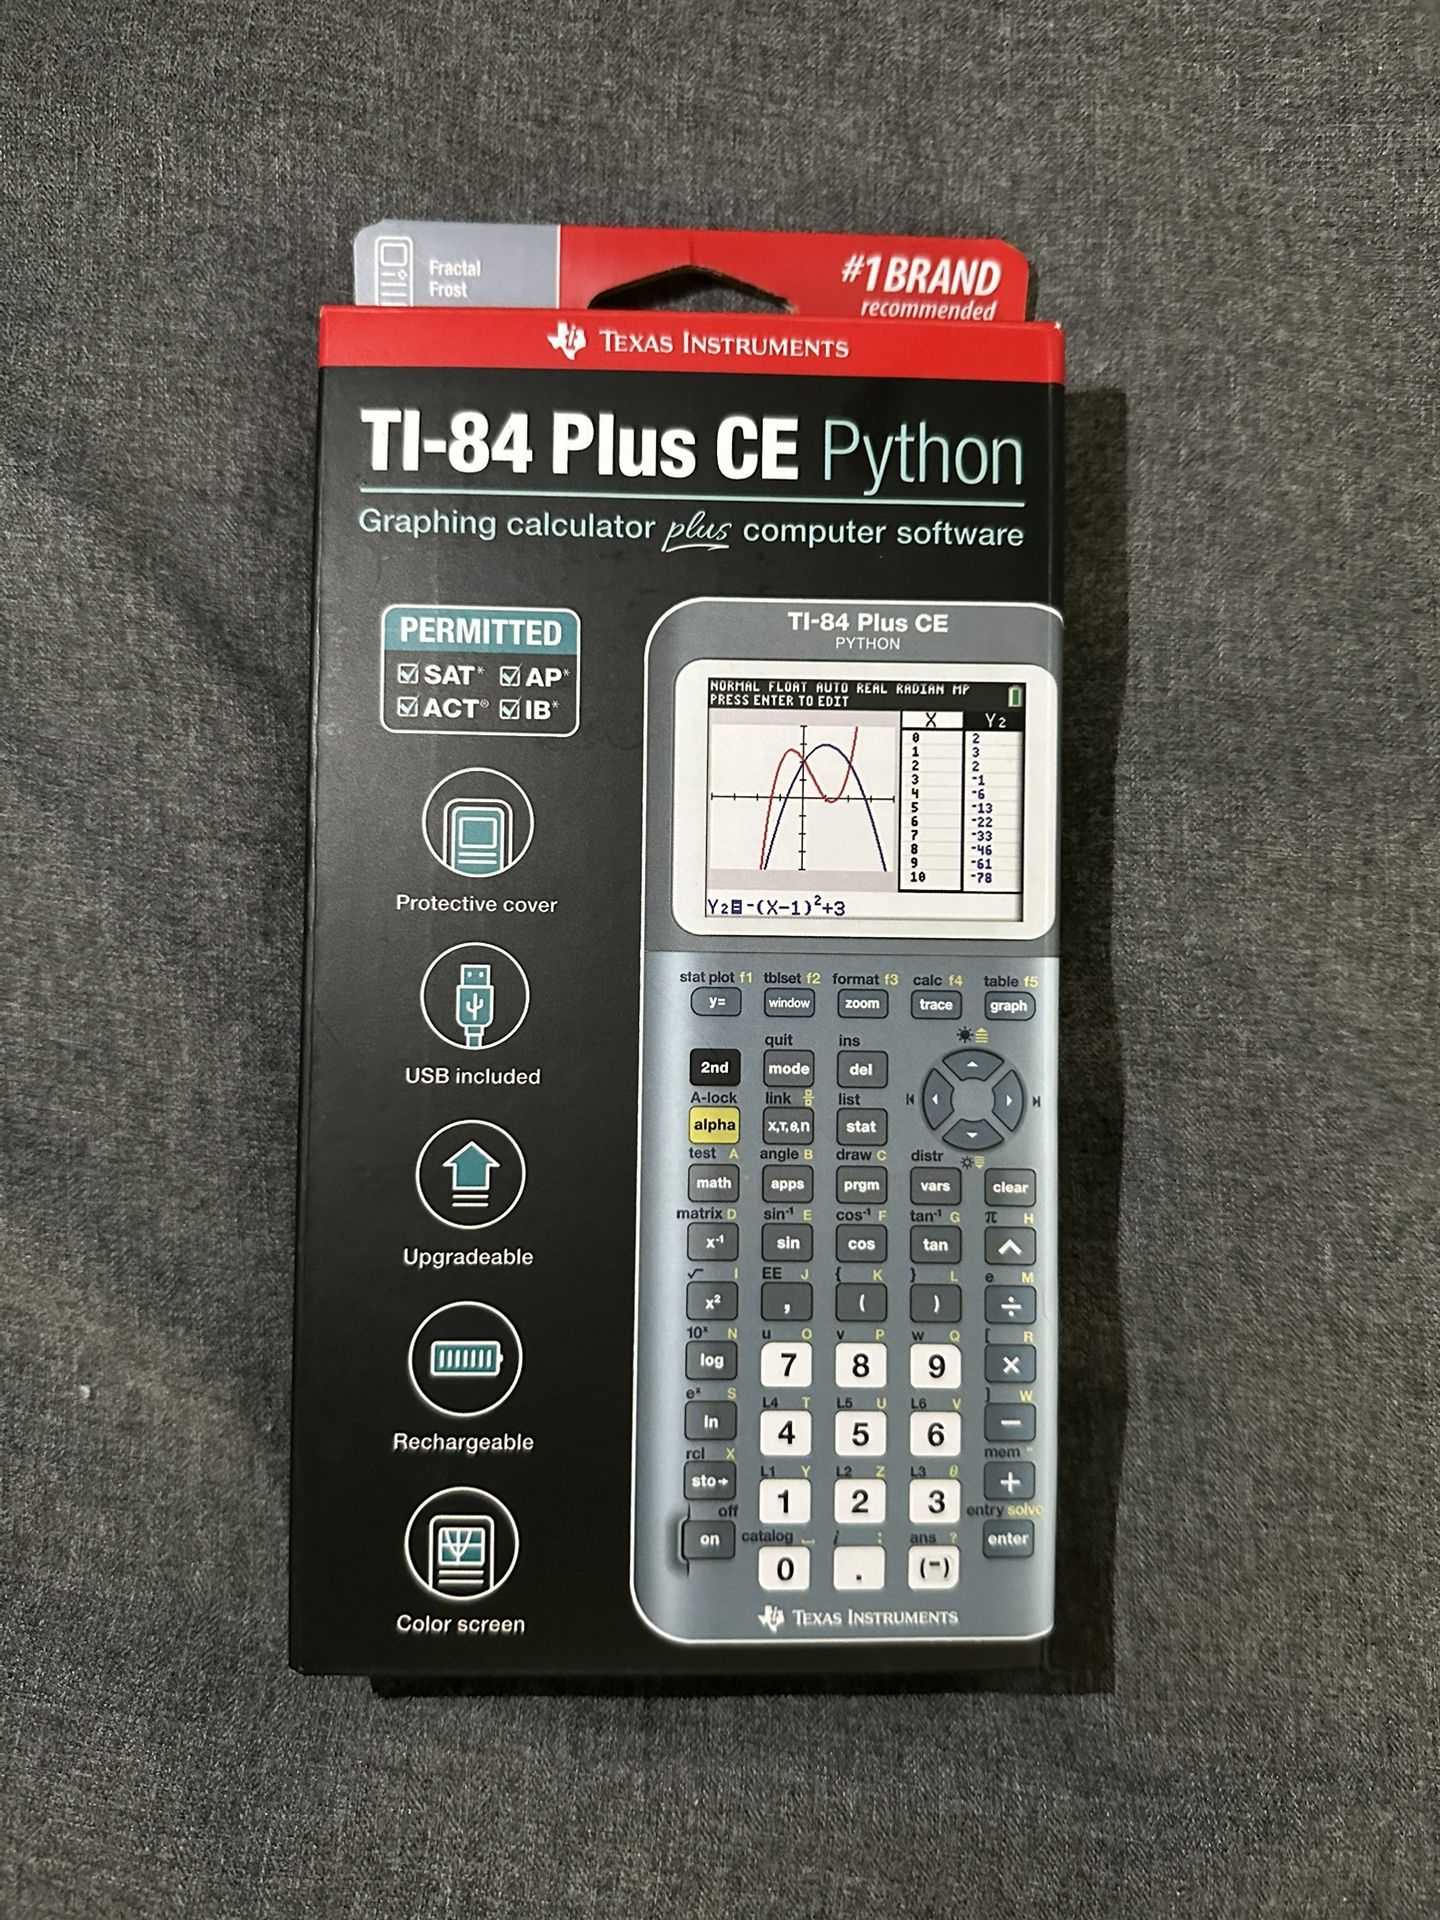 Fractal
Frost
#1 BRAND
recommended
TEXAS INSTRUMENTS
TI-84 Plus CE Python
Graphing calculator plus computer software
PERMITTED
SAT* AP*
ACT® IB*
Protective cover
USB included
Upgradeable
Rechargeable
Color screen
TI-84 Plus CE
PYTHON
NORMAL FLOAT AUTO REAL RADIAN MP
PRESS ENTER TO EDIT
X Y2
0 2
1 3
2 2
3 -1
4 -6
5 -13
6 -22
7 -33
8 -46
9 -61
10 -78
Y2=-(X-1)²+3
stat plot f1 tblset f2 format f3 calc f4 table f5
y= window zoom trace graph
quit ins
2nd mode del
A-lock link list
alpha X,T,θ,n stat
test A angle B draw C distr
math apps prgm vars clear
matrix D sin⁻¹ E cos⁻¹ F tan⁻¹ G π H
x⁻¹ sin cos tan ^
√ I EE J { K } L e M
x² , ( ) ÷
10ˣ N u O v P w Q [ R
log 7 8 9 ×
eˣ S L4 T L5 U L6 V ] W
ln 4 5 6 −
rcl X L1 Y L2 Z L3 θ mem "
sto→ 1 2 3 +
off catalog ⎵ i : ans ? entry solve
on 0 . (-) enter
TEXAS INSTRUMENTS